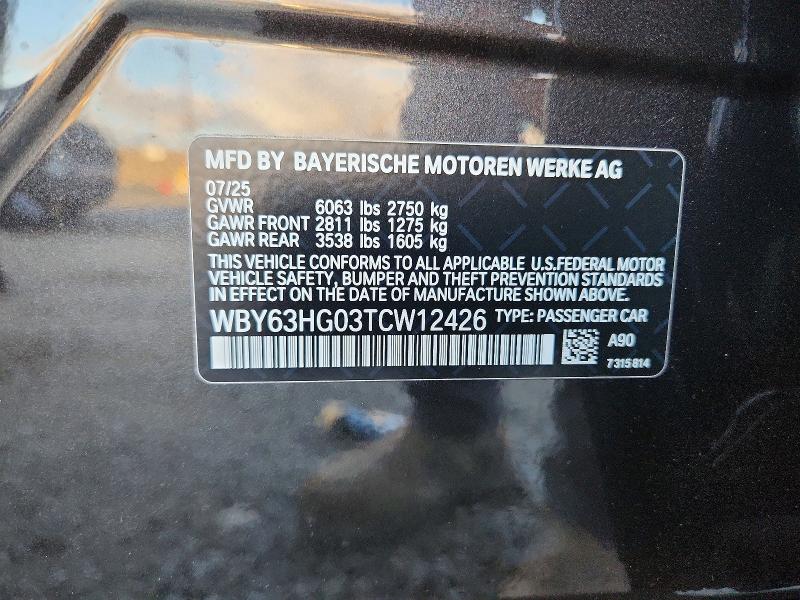 MFD BY BAYERISCHE MOTOREN WERKE AG
07/25
GVWR 6063 lbs 2750 kg
GAWR FRONT 2811 lbs 1275 kg
GAWR REAR 3538 lbs 1605 kg
THIS VEHICLE CONFORMS TO ALL APPLICABLE U.S.FEDERAL MOTOR
VEHICLE SAFETY, BUMPER AND THEFT PREVENTION STANDARDS
IN EFFECT ON THE DATE OF MANUFACTURE SHOWN ABOVE.
WBY63HG03TCW12426 TYPE: PASSENGER CAR
A90
7315814